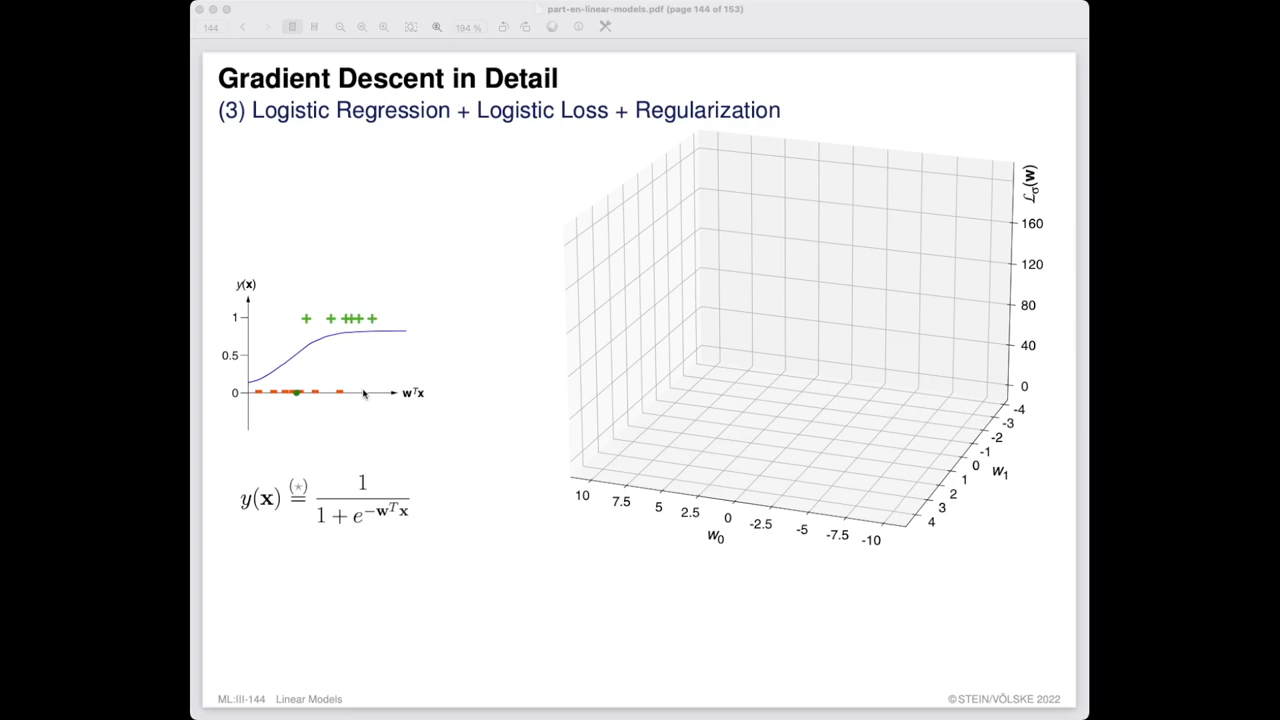 part-en-linear-models.pdf (page 144 of 153)
144
194 %
Gradient Descent in Detail
(3) Logistic Regression + Logistic Loss + Regularization
ℒσ(w)
160
120
80
40
0
-4
-3
-2
-1
0
1
2
3
4
w₁
10
7.5
5
2.5
0
-2.5
-5
-7.5
-10
w₀
y(x)
1
0.5
0
wᵀx
y(x) (⋆)= 1 / (1 + e^{-wᵀx})
ML:III-144 Linear Models
©STEIN/VÖLSKE 2022